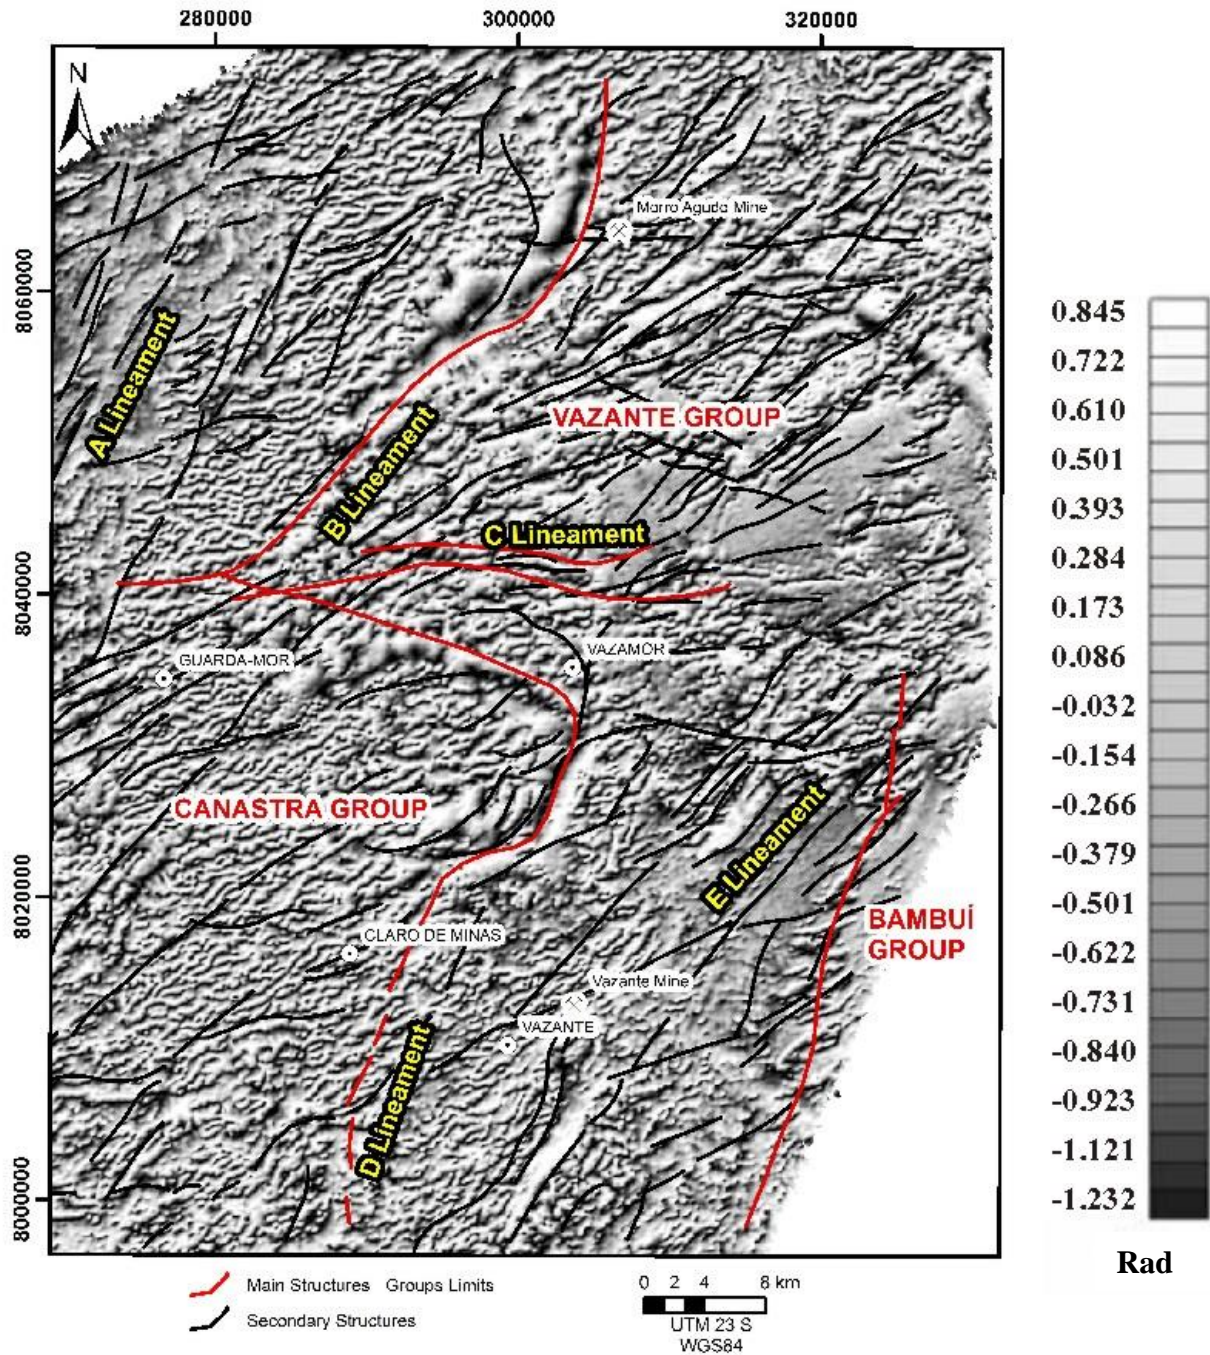 280000
300000
320000
N
Morro Agudo Mine
8060000
A Lineament
VAZANTE GROUP
B Lineament
C Lineament
8040000
GUARDA-MOR
VAZAMOR
CANASTRA GROUP
E Lineament
8020000
BAMBUÍ
GROUP
CLARO DE MINAS
Vazante Mine
VAZANTE
D Lineament
8000000
0.845
0.722
0.610
0.501
0.393
0.284
0.173
0.086
-0.032
-0.154
-0.266
-0.379
-0.501
-0.622
-0.731
-0.840
-0.923
-1.121
-1.232
Rad
Main Structures Groups Limits
Secondary Structures
0 2 4 8 km
UTM 23 S
WGS84